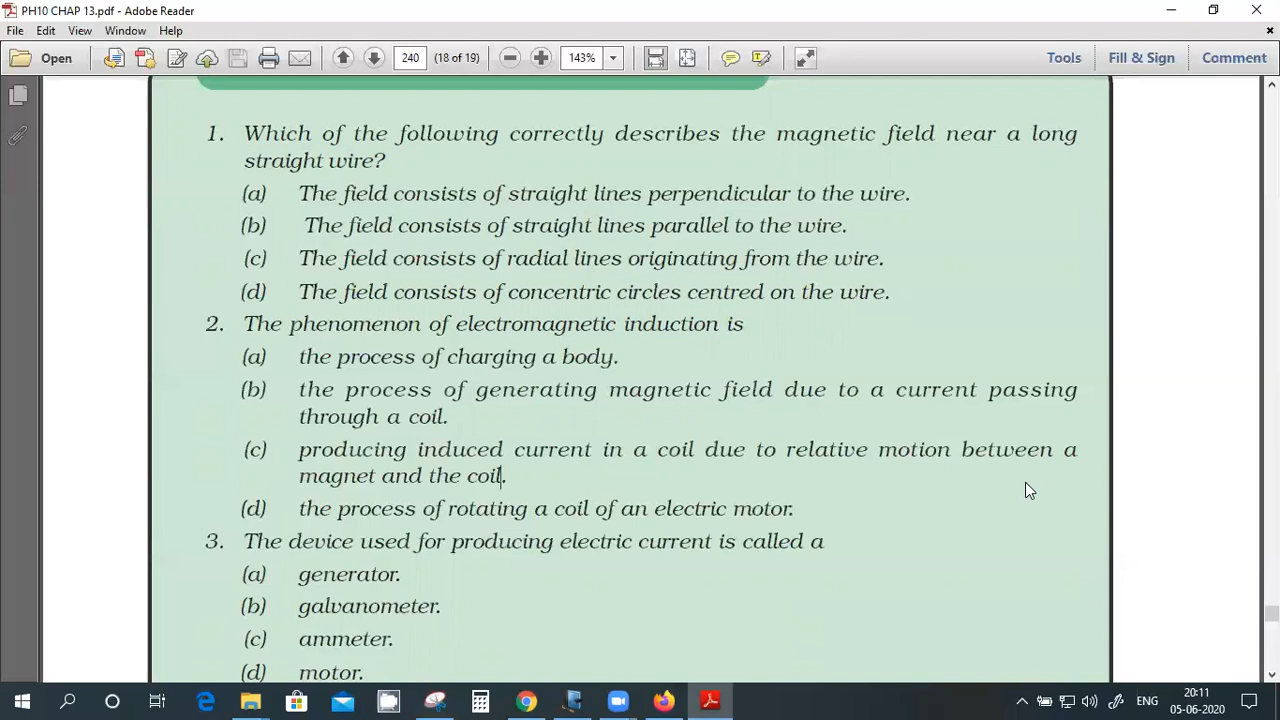 PH10 CHAP 13.pdf - Adobe Reader
File Edit View Window Help
Open 240 (18 of 19) 143% Tools Fill & Sign Comment
1. Which of the following correctly describes the magnetic field near a long
straight wire?
(a) The field consists of straight lines perpendicular to the wire.
(b) The field consists of straight lines parallel to the wire.
(c) The field consists of radial lines originating from the wire.
(d) The field consists of concentric circles centred on the wire.
2. The phenomenon of electromagnetic induction is
(a) the process of charging a body.
(b) the process of generating magnetic field due to a current passing
through a coil.
(c) producing induced current in a coil due to relative motion between a
magnet and the coil.
(d) the process of rotating a coil of an electric motor.
3. The device used for producing electric current is called a
(a) generator.
(b) galvanometer.
(c) ammeter.
(d) motor.
ENG
20:11
05-06-2020